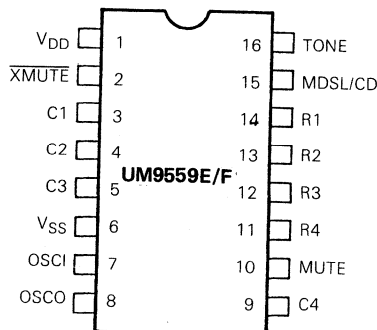 VDD 1 16 TONE
XMUTE 2 15 MDSL/CD
C1 3 14 R1
C2 4 13 R2
UM9559E/F
C3 5 12 R3
VSS 6 11 R4
OSCI 7 10 MUTE
OSCO 8 9 C4